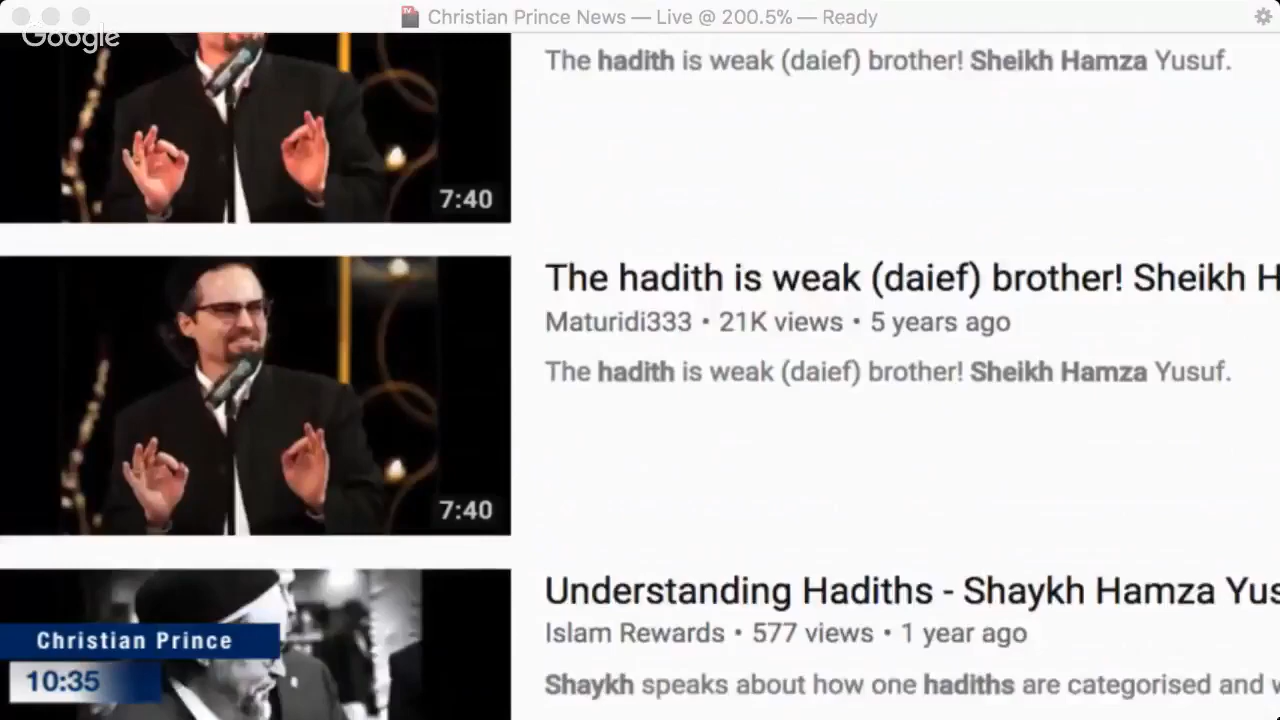 Christian Prince News — Live @ 200.5% — Ready
Google
The hadith is weak (daief) brother! Sheikh Hamza Yusuf.
7:40
The hadith is weak (daief) brother! Sheikh H
Maturidi333 • 21K views • 5 years ago
The hadith is weak (daief) brother! Sheikh Hamza Yusuf.
7:40
Understanding Hadiths - Shaykh Hamza Yus
Islam Rewards • 577 views • 1 year ago
Shaykh speaks about how one hadiths are categorised and
Christian Prince
10:35